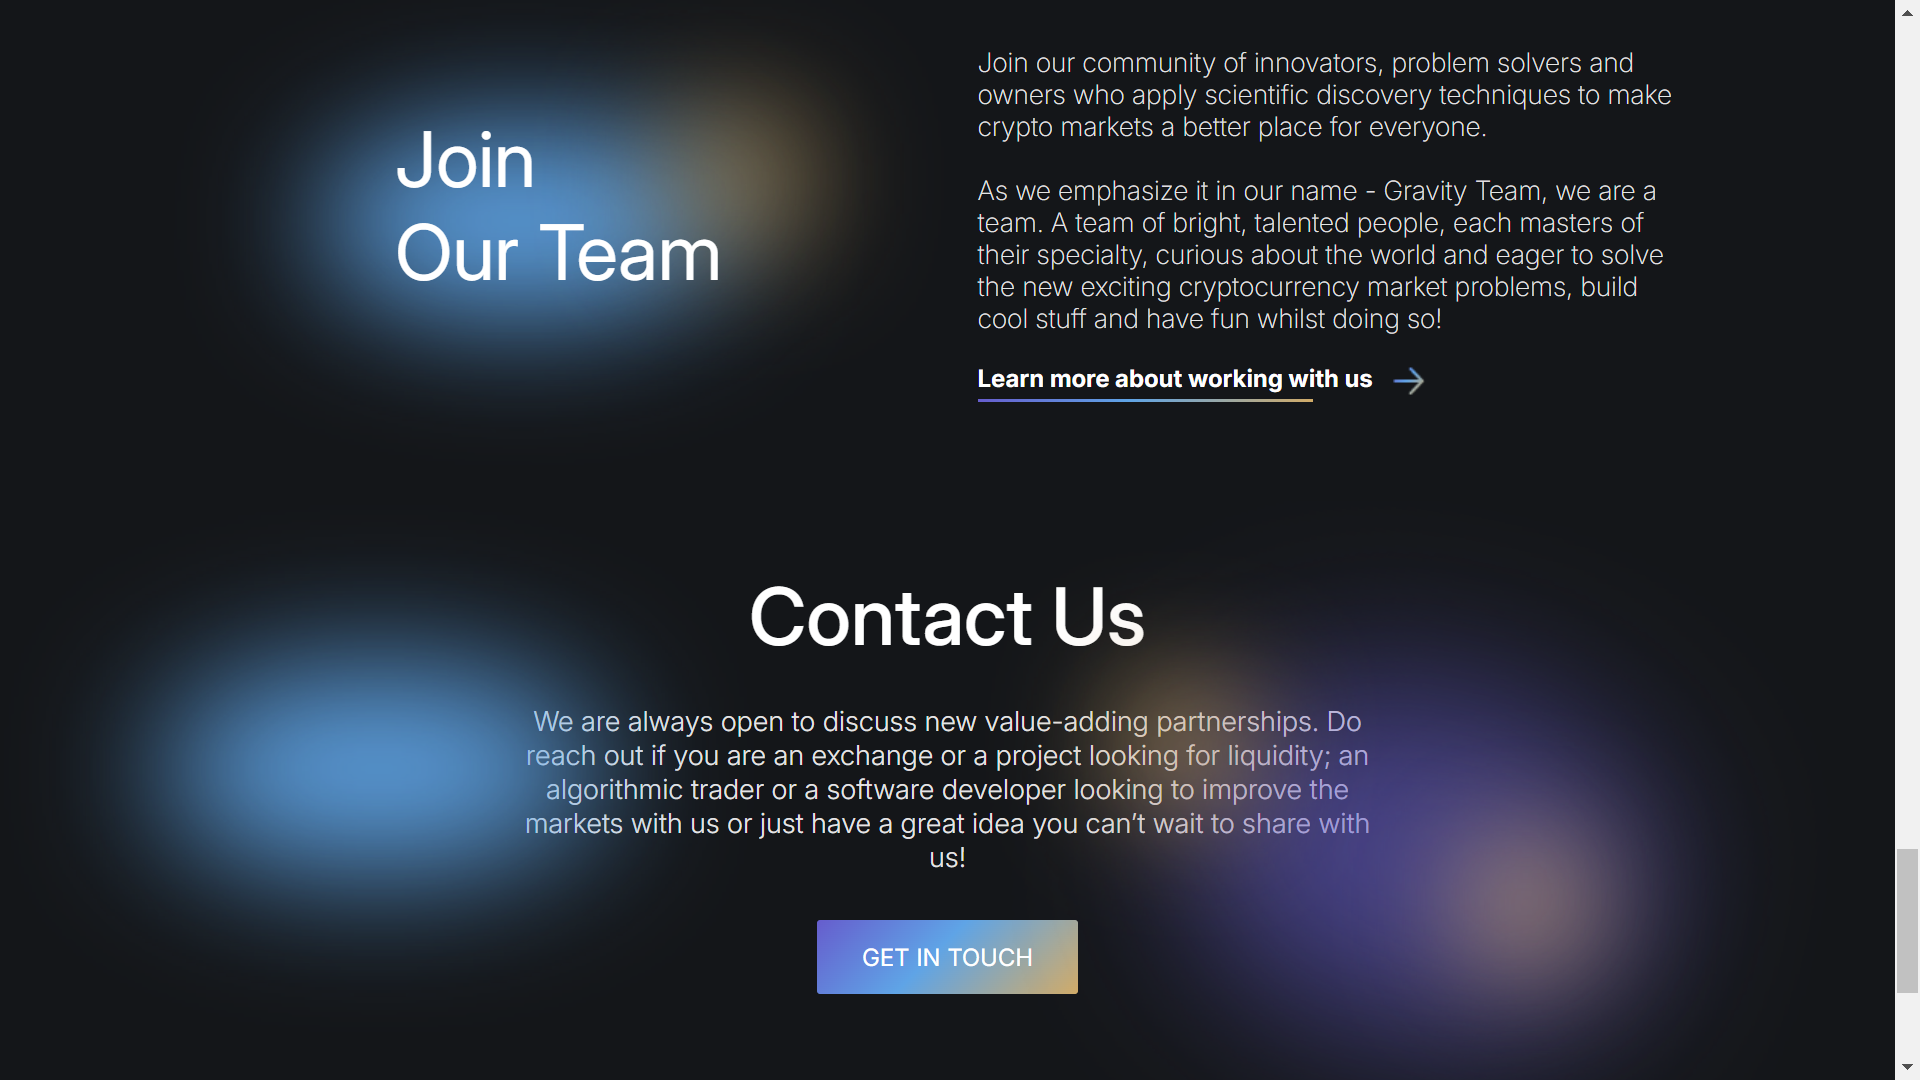 Join
Our Team
Join our community of innovators, problem solvers and
owners who apply scientific discovery techniques to make
crypto markets a better place for everyone.
As we emphasize it in our name - Gravity Team, we are a
team. A team of bright, talented people, each masters of
their specialty, curious about the world and eager to solve
the new exciting cryptocurrency market problems, build
cool stuff and have fun whilst doing so!
Learn more about working with us
Contact Us
We are always open to discuss new value-adding partnerships. Do
reach out if you are an exchange or a project looking for liquidity; an
algorithmic trader or a software developer looking to improve the
markets with us or just have a great idea you can’t wait to share with
us!
GET IN TOUCH